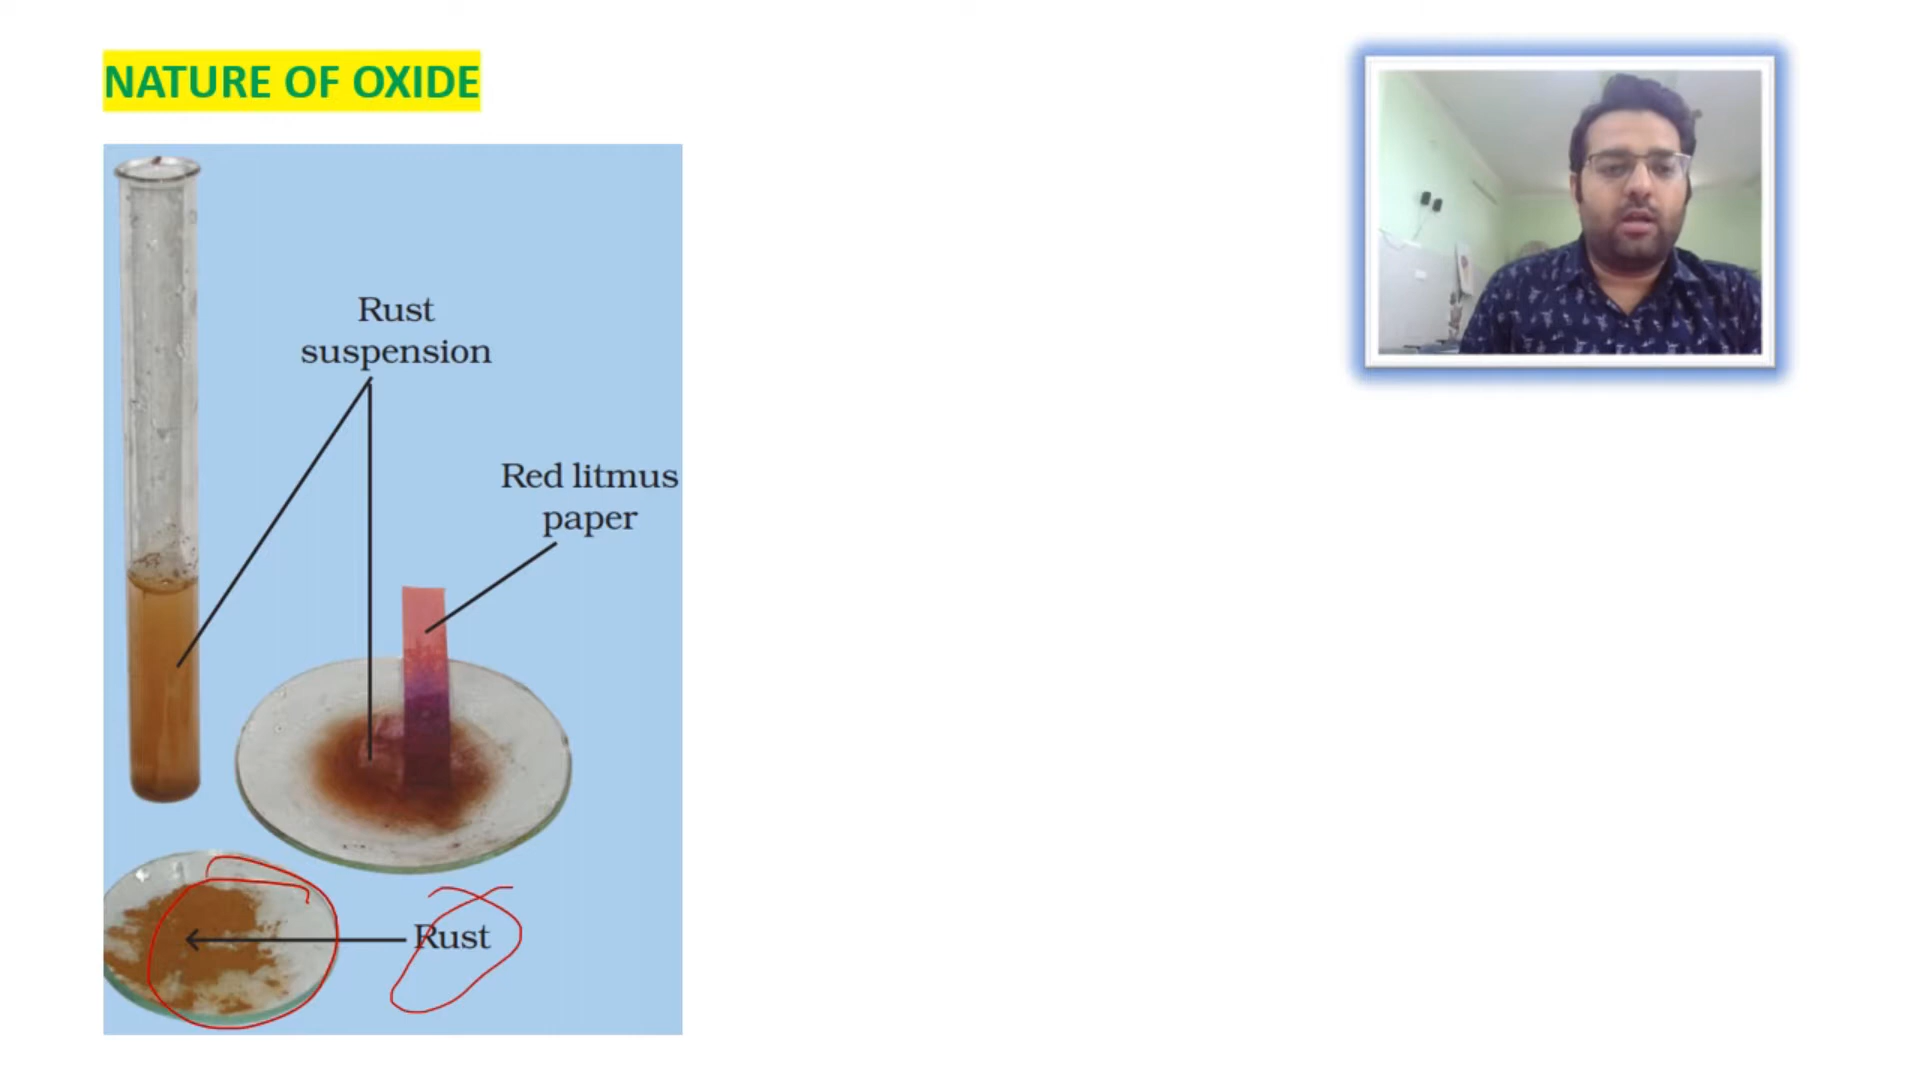 NATURE OF OXIDE
Rust
suspension
Red litmus
paper
Rust